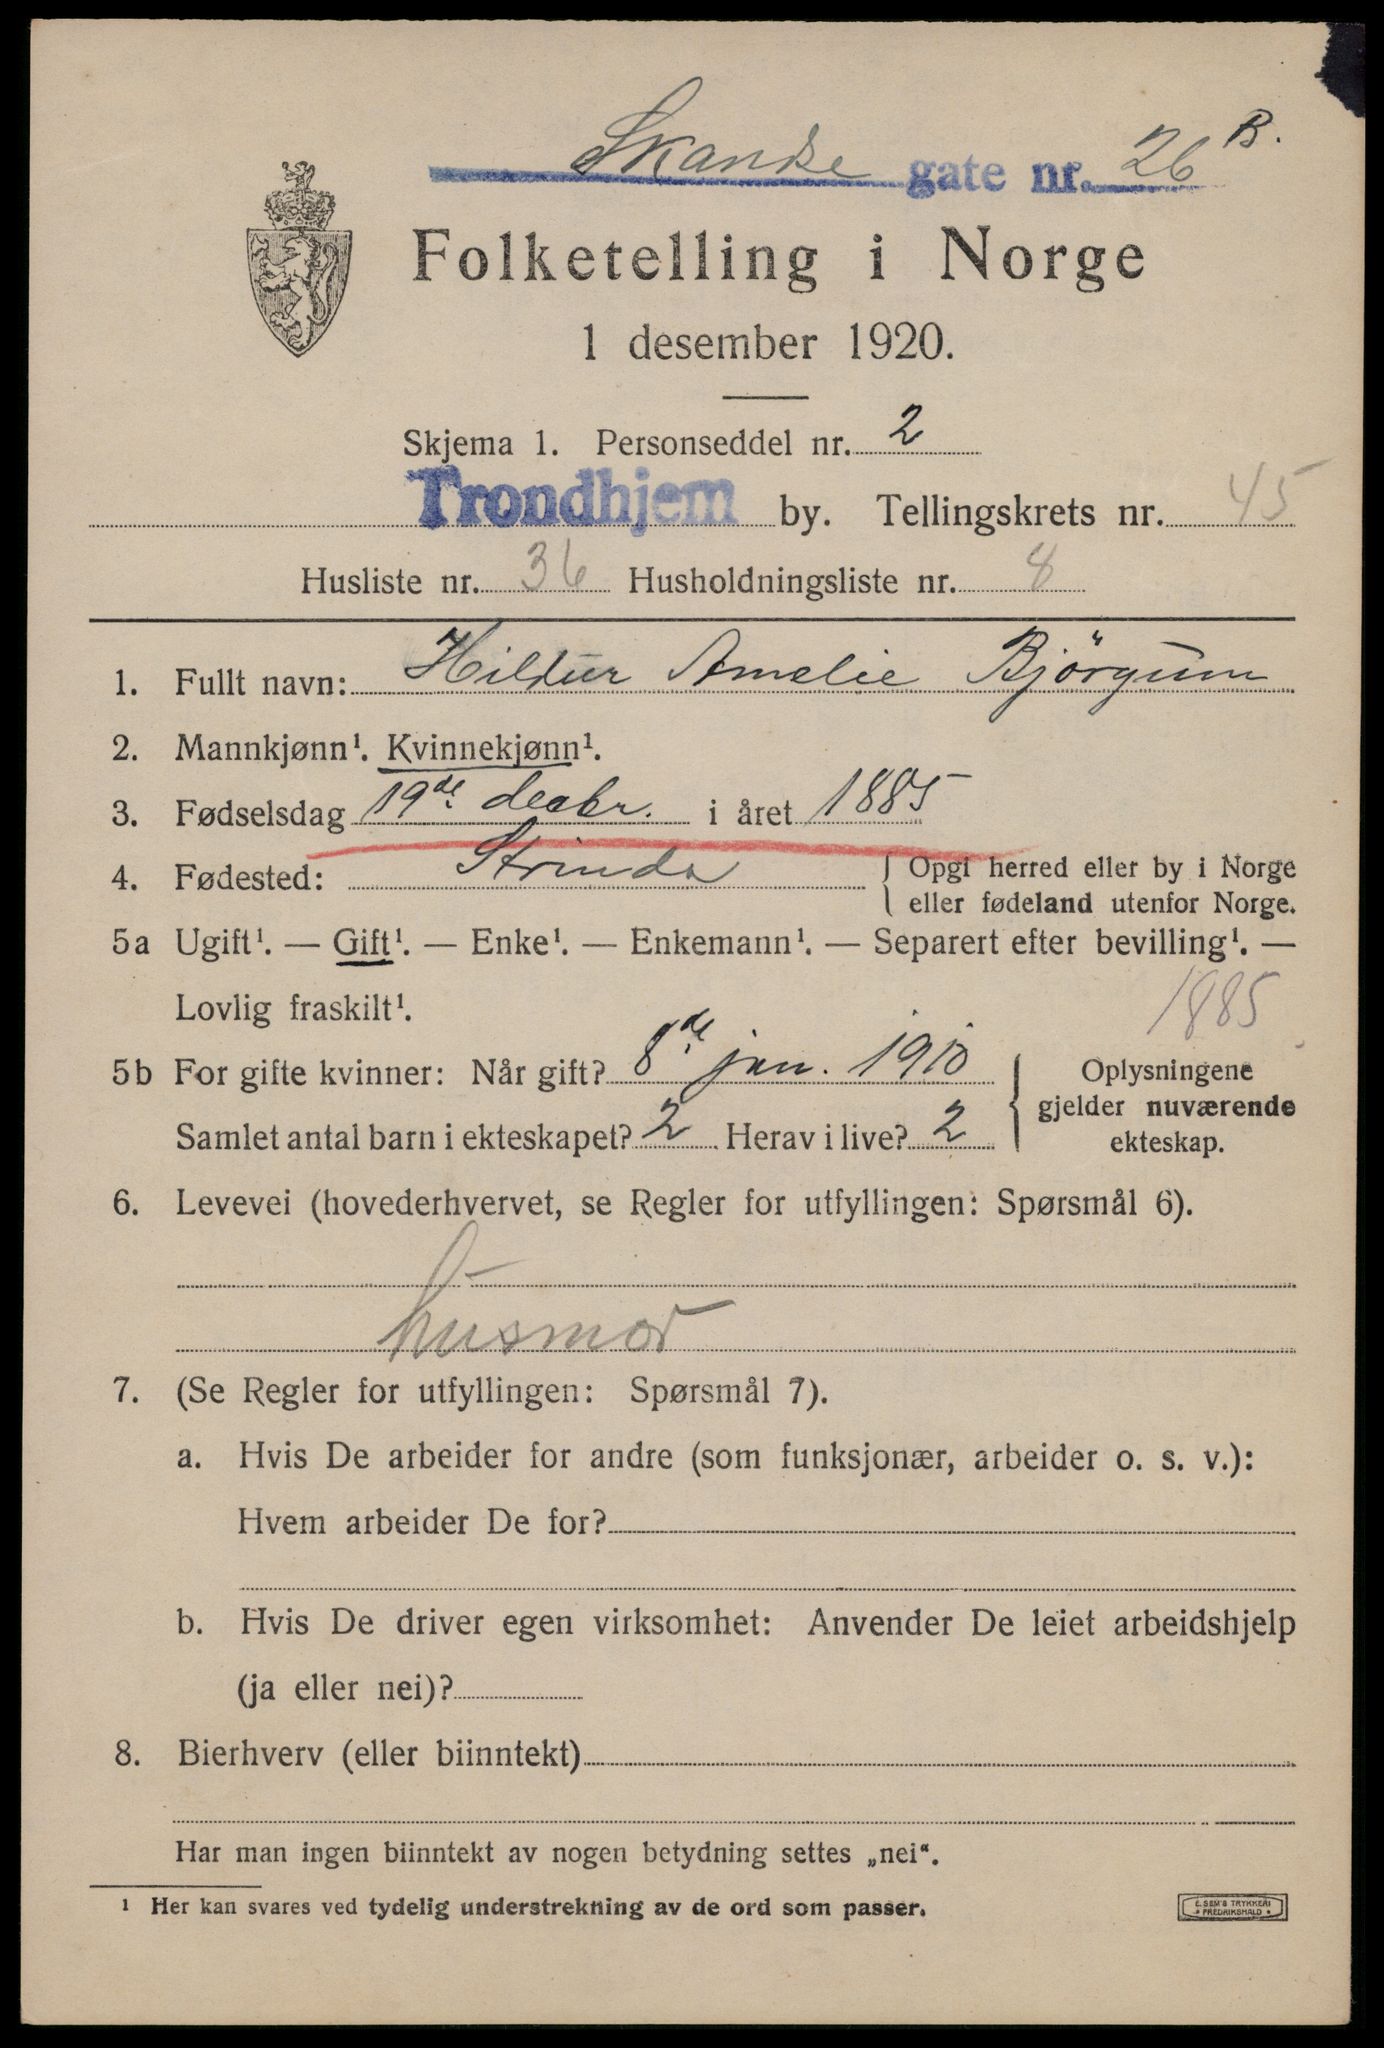 Skanse gate nr. 26 B.
Folketelling i Norge
1 desember 1920.
Skjema 1. Personseddel nr. 2
Trondhjem by. Tellingskrets nr. 45
Husliste nr. 36 Husholdningsliste nr. 8
1. Fullt navn: Hildur Amelie Bjørgum
2. Mannkjønn¹. Kvinnekjønn¹.
3. Fødselsdag 19de decbr. i året 1885
4. Fødested: Strinda { Opgi herred eller by i Norge
eller fødeland utenfor Norge.
5a Ugift¹. — Gift¹. — Enke¹. — Enkemann¹. — Separert efter bevilling¹. —
Lovlig fraskilt¹. 1885
5b For gifte kvinner: Når gift? 8de jan. 1910 { Oplysningene
gjelder nuværende
Samlet antal barn i ekteskapet? 2 Herav i live? 2 ekteskap.
6. Levevei (hovederhvervet, se Regler for utfyllingen: Spørsmål 6).
husmor
7. (Se Regler for utfyllingen: Spørsmål 7).
a. Hvis De arbeider for andre (som funksjonær, arbeider o. s. v.):
Hvem arbeider De for?
b. Hvis De driver egen virksomhet: Anvender De leiet arbeidshjelp
(ja eller nei)?
8. Bierhverv (eller biinntekt)
Har man ingen biinntekt av nogen betydning settes „nei“.
¹ Her kan svares ved tydelig understrekning av de ord som passer.
E. SEM'S TRYKKERI
* FREDRIKSHALD *